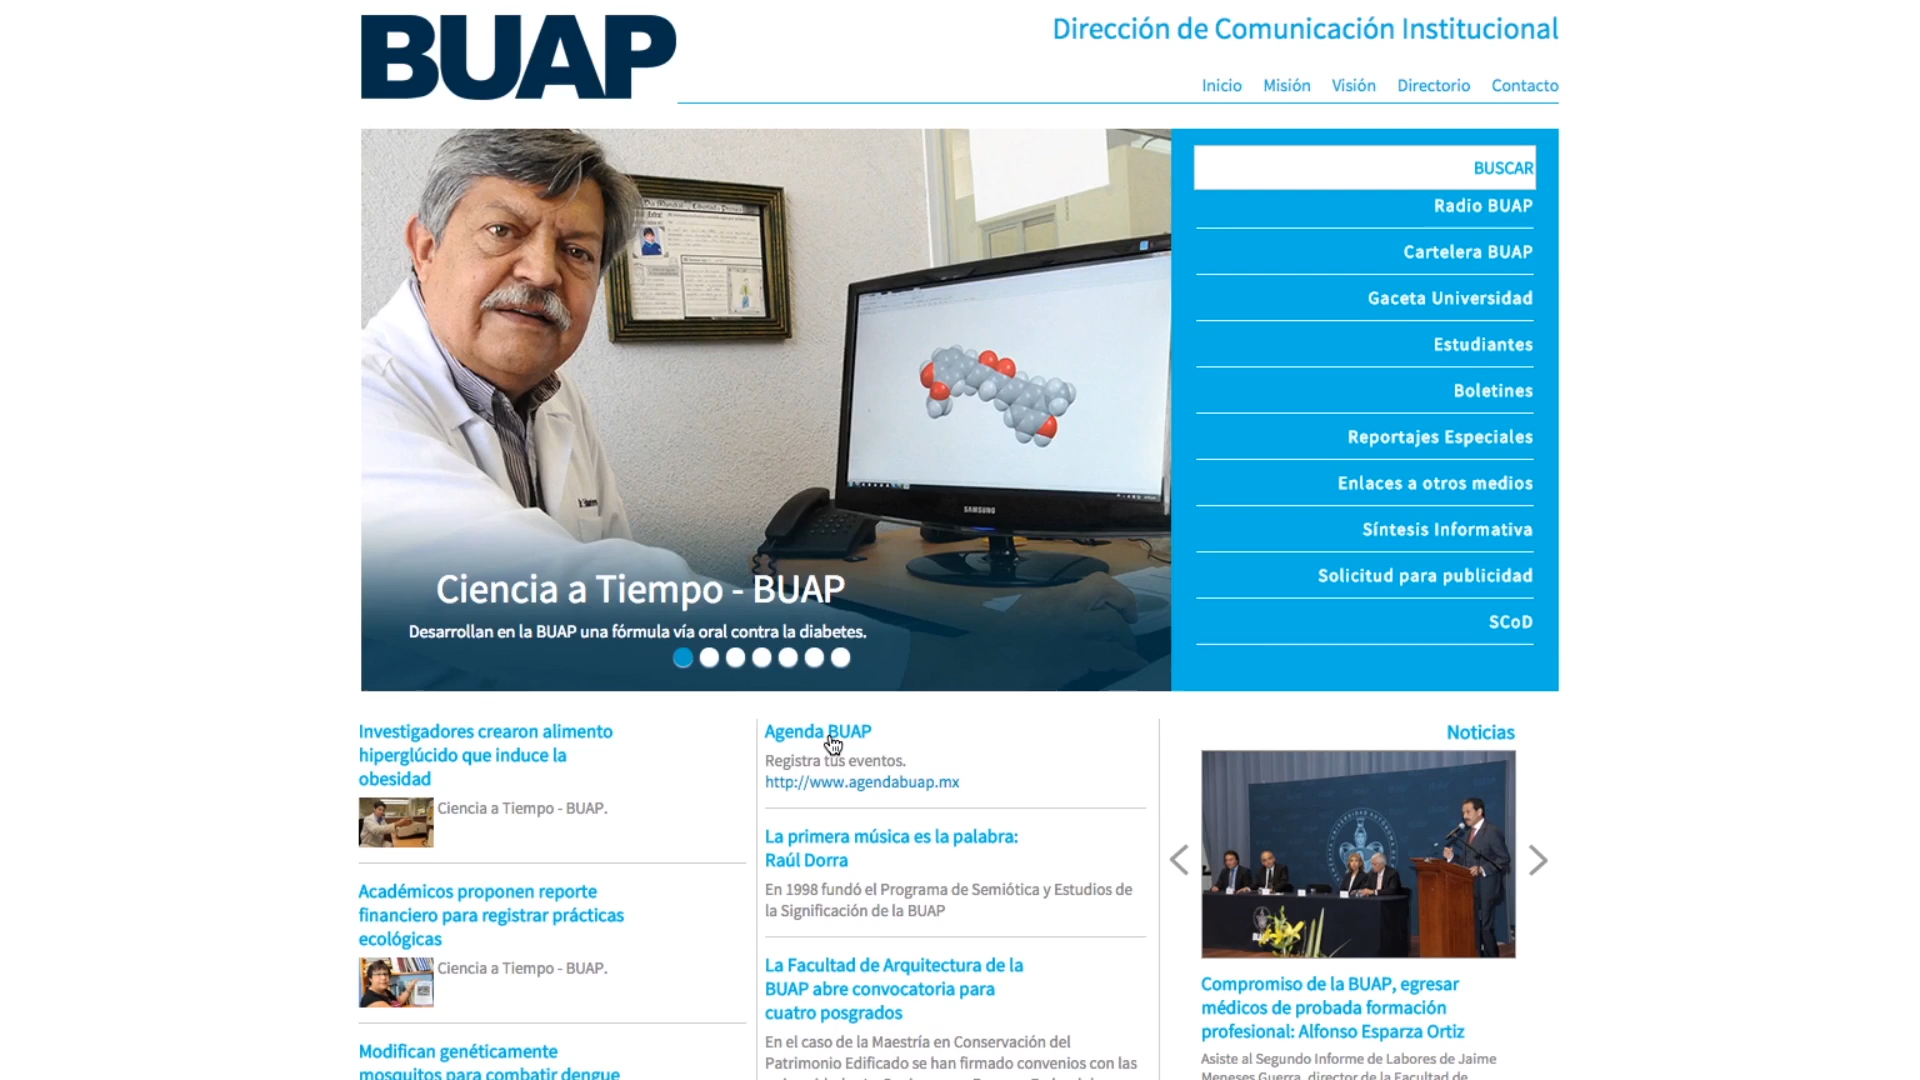 BUAP
Dirección de Comunicación Institucional
Inicio Misión Visión Directorio Contacto
BUSCAR
Radio BUAP
Cartelera BUAP
Gaceta Universidad
Estudiantes
Boletines
Reportajes Especiales
Enlaces a otros medios
Síntesis Informativa
Solicitud para publicidad
SCoD
SAMSUNG
Ciencia a Tiempo - BUAP
Desarrollan en la BUAP una fórmula vía oral contra la diabetes.
Investigadores crearon alimento
hiperglúcido que induce la
obesidad
Ciencia a Tiempo - BUAP.
Académicos proponen reporte
financiero para registrar prácticas
ecológicas
Ciencia a Tiempo - BUAP.
Modifican genéticamente
mosquitos para combatir dengue
Agenda BUAP
Registra tus eventos.
http://www.agendabuap.mx
La primera música es la palabra:
Raúl Dorra
En 1998 fundó el Programa de Semiótica y Estudios de
la Significación de la BUAP
La Facultad de Arquitectura de la
BUAP abre convocatoria para
cuatro posgrados
En el caso de la Maestría en Conservación del
Patrimonio Edificado se han firmado convenios con las
Noticias
Compromiso de la BUAP, egresar
médicos de probada formación
profesional: Alfonso Esparza Ortiz
Asiste al Segundo Informe de Labores de Jaime
Meneses Guerra, director de la Facultad de